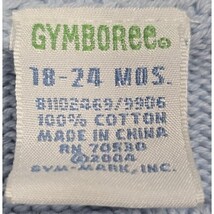 GYMBOREE®
18-24 MOS.
81102469/9906
100% COTTON
MADE IN CHINA
RN 70530
©2004
GYM-MARK, INC.